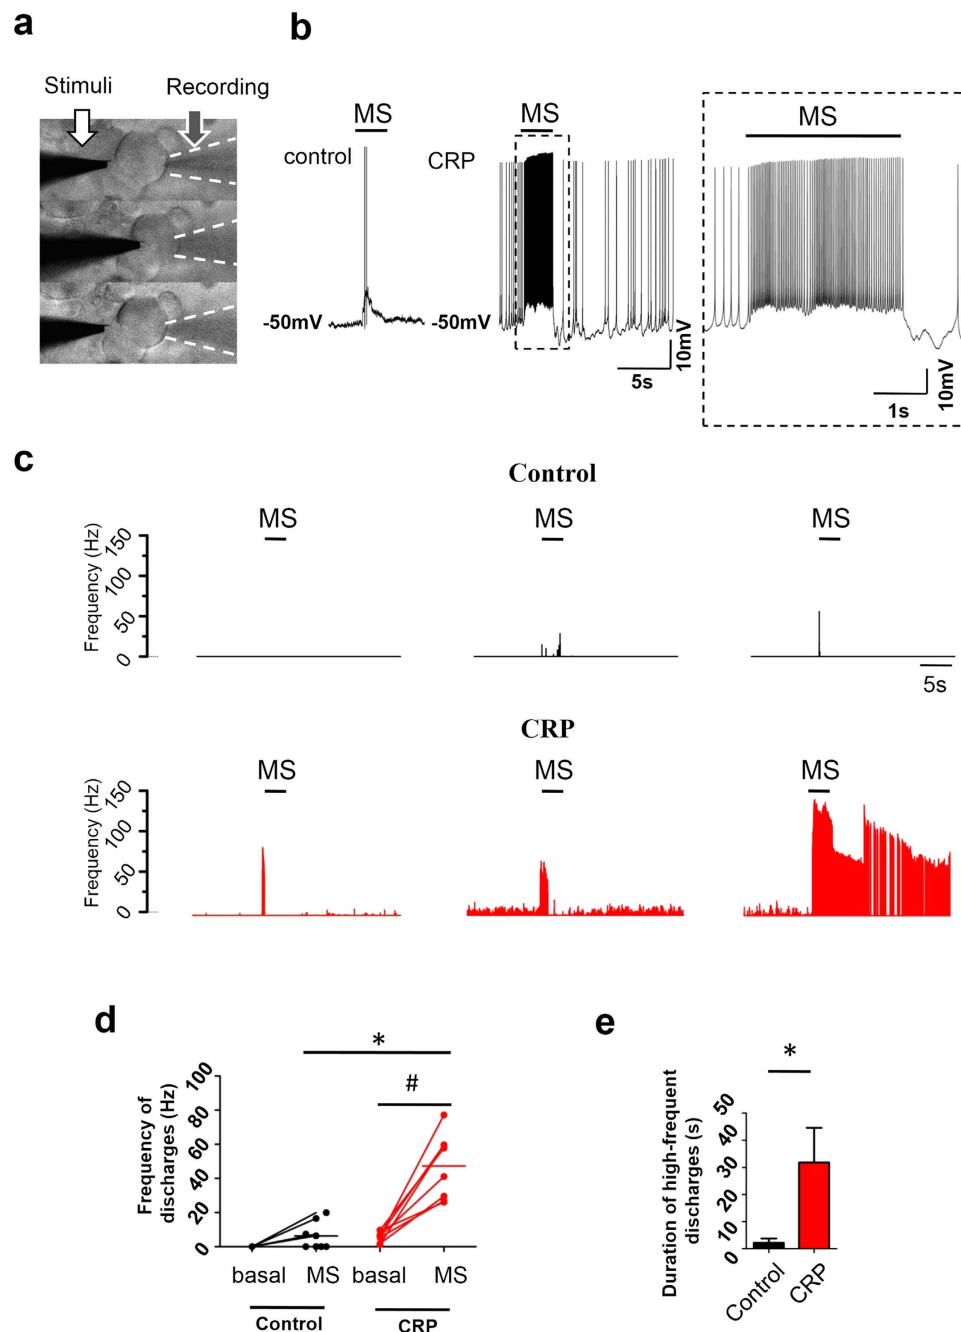 a
b
Stimuli
Recording
MS
control
MS
CRP
MS
-50mV
-50mV
5s
10mV
1s
10mV
c
Control
MS
MS
MS
Frequency (Hz)
150
100
50
0
5s
CRP
MS
MS
MS
Frequency (Hz)
150
100
50
0
d
e
*
#
Frequency of
discharges (Hz)
100
80
60
40
20
0
basal
MS
basal
MS
Control
CRP
*
Duration of high-frequent
discharges (s)
50
40
30
20
10
0
Control
CRP